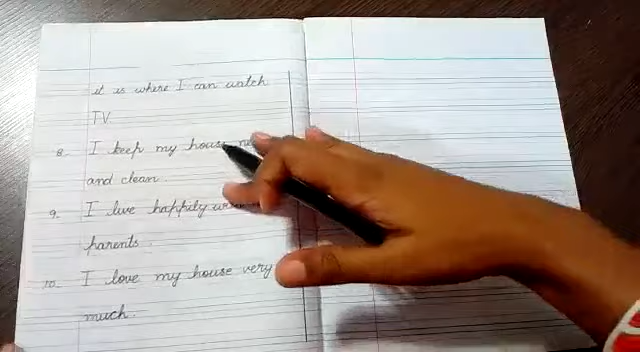 it is where I can watch
TV.
8. I keep my house
and clean.
9. I live happily
parents.
10. I love my house very
much.